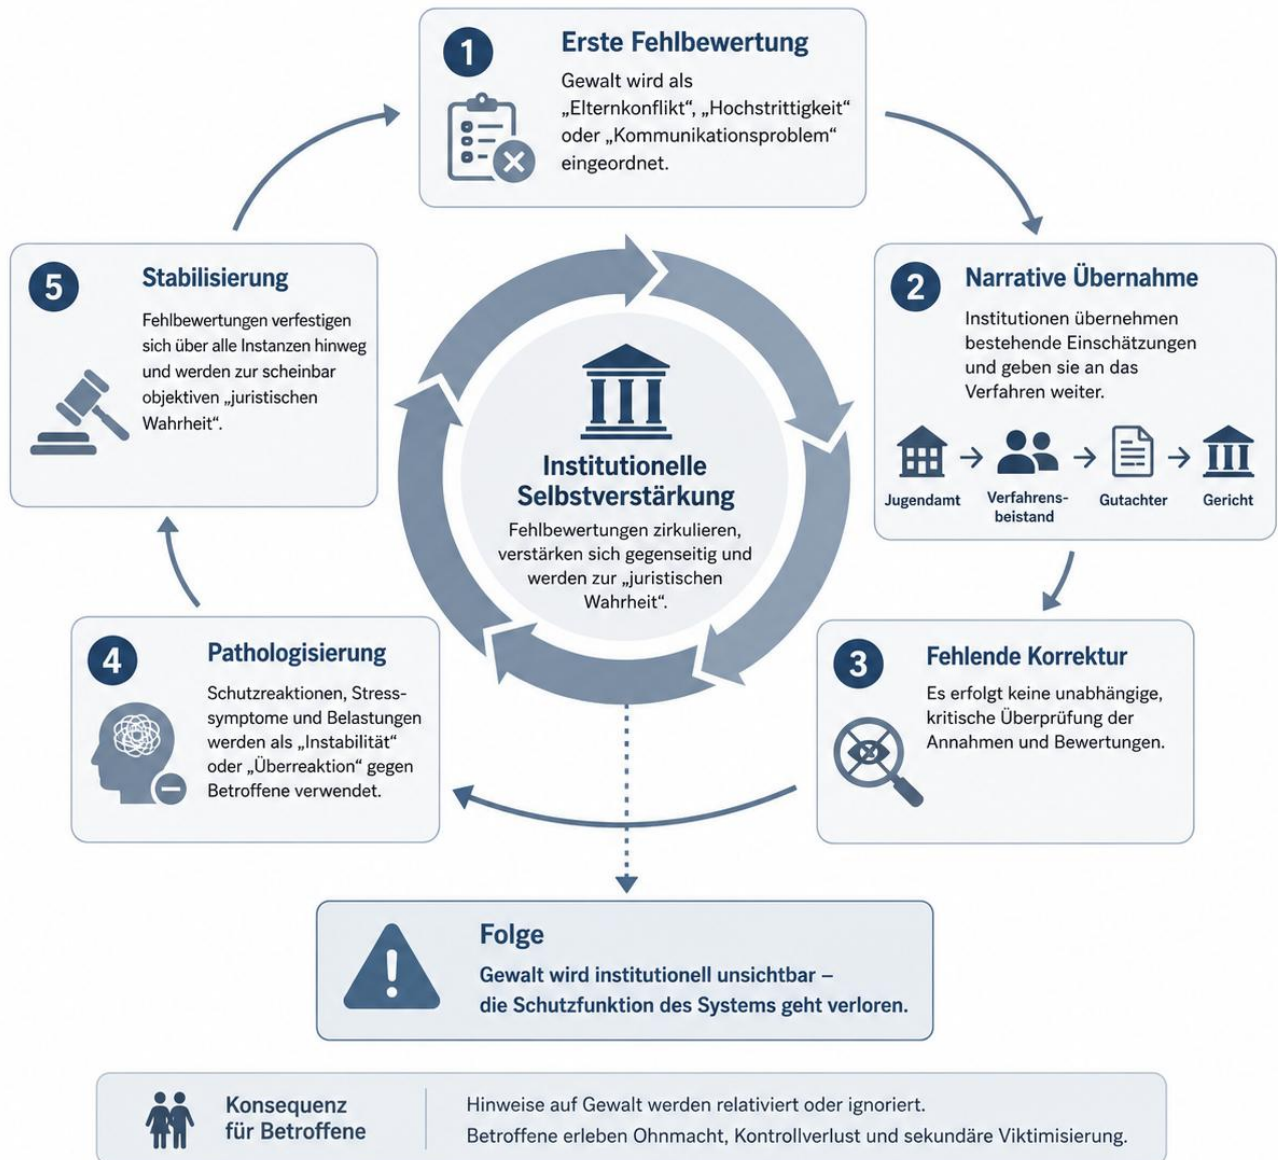 1
Erste Fehlbewertung
Gewalt wird als
„Elternkonflikt“, „Hochstrittigkeit“
oder „Kommunikationsproblem“
eingeordnet.
2
Narrative Übernahme
Institutionen übernehmen
bestehende Einschätzungen
und geben sie an das
Verfahren weiter.
Jugendamt
Verfahrens-
beistand
Gutachter
Gericht
3
Fehlende Korrektur
Es erfolgt keine unabhängige,
kritische Überprüfung der
Annahmen und Bewertungen.
4
Pathologisierung
Schutzreaktionen, Stress-
symptome und Belastungen
werden als „Instabilität“
oder „Überreaktion“ gegen
Betroffene verwendet.
5
Stabilisierung
Fehlbewertungen verfestigen
sich über alle Instanzen hinweg
und werden zur scheinbar
objektiven „juristischen
Wahrheit“.
Institutionelle
Selbstverstärkung
Fehlbewertungen zirkulieren,
verstärken sich gegenseitig und
werden zur „juristischen
Wahrheit“.
Folge
Gewalt wird institutionell unsichtbar –
die Schutzfunktion des Systems geht verloren.
Konsequenz
für Betroffene
Hinweise auf Gewalt werden relativiert oder ignoriert.
Betroffene erleben Ohnmacht, Kontrollverlust und sekundäre Viktimisierung.